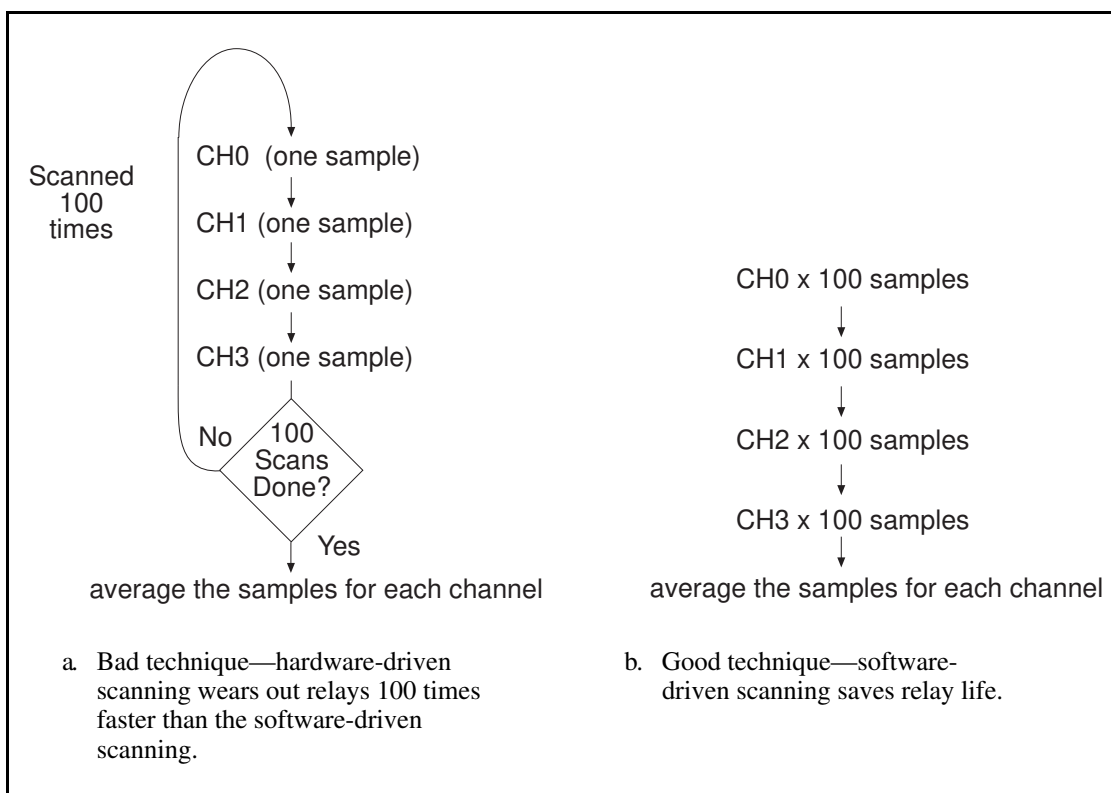 Scanned
100
times
CH0 (one sample)
CH1 (one sample)
CH2 (one sample)
CH3 (one sample)
No
100
Scans
Done?
Yes
average the samples for each channel
a. Bad technique—hardware-driven
scanning wears out relays 100 times
faster than the software-driven
scanning.
CH0 x 100 samples
CH1 x 100 samples
CH2 x 100 samples
CH3 x 100 samples
average the samples for each channel
b. Good technique—software-
driven scanning saves relay life.